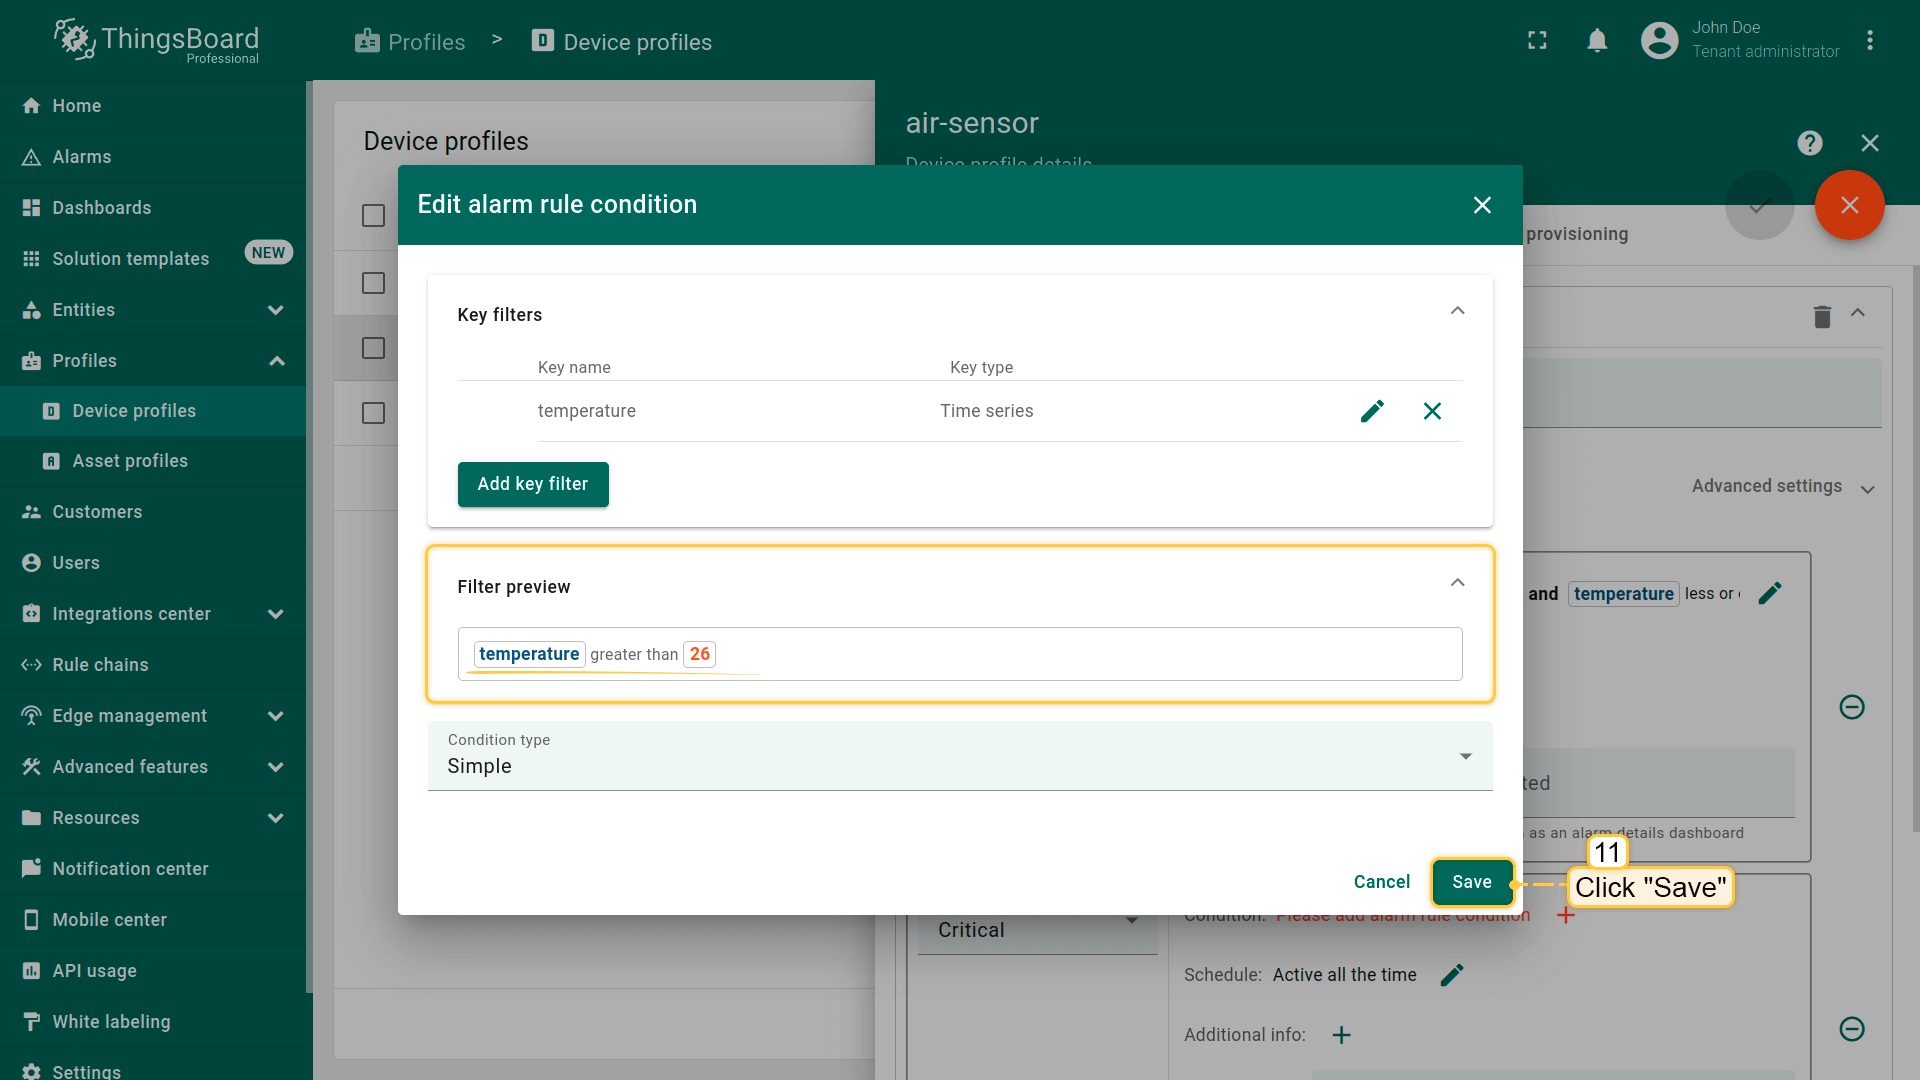 ThingsBoard
Professional
Profiles > Device profiles
John Doe
Tenant administrator
Home
Alarms
Dashboards
Solution templates NEW
Entities
Profiles
Device profiles
Asset profiles
Customers
Users
Integrations center
Rule chains
Edge management
Advanced features
Resources
Notification center
Mobile center
API usage
White labeling
Settings
Device profiles
air-sensor
Device profile details
provisioning
Advanced settings
and temperature less or
as an alarm details dashboard
Edit alarm rule condition
Key filters
Key name Key type
temperature Time series
Add key filter
Filter preview
temperature greater than 26
Condition type
Simple
Cancel Save
11
Click "Save"
Condition: Please add alarm rule condition
Critical
Schedule: Active all the time
Additional info: